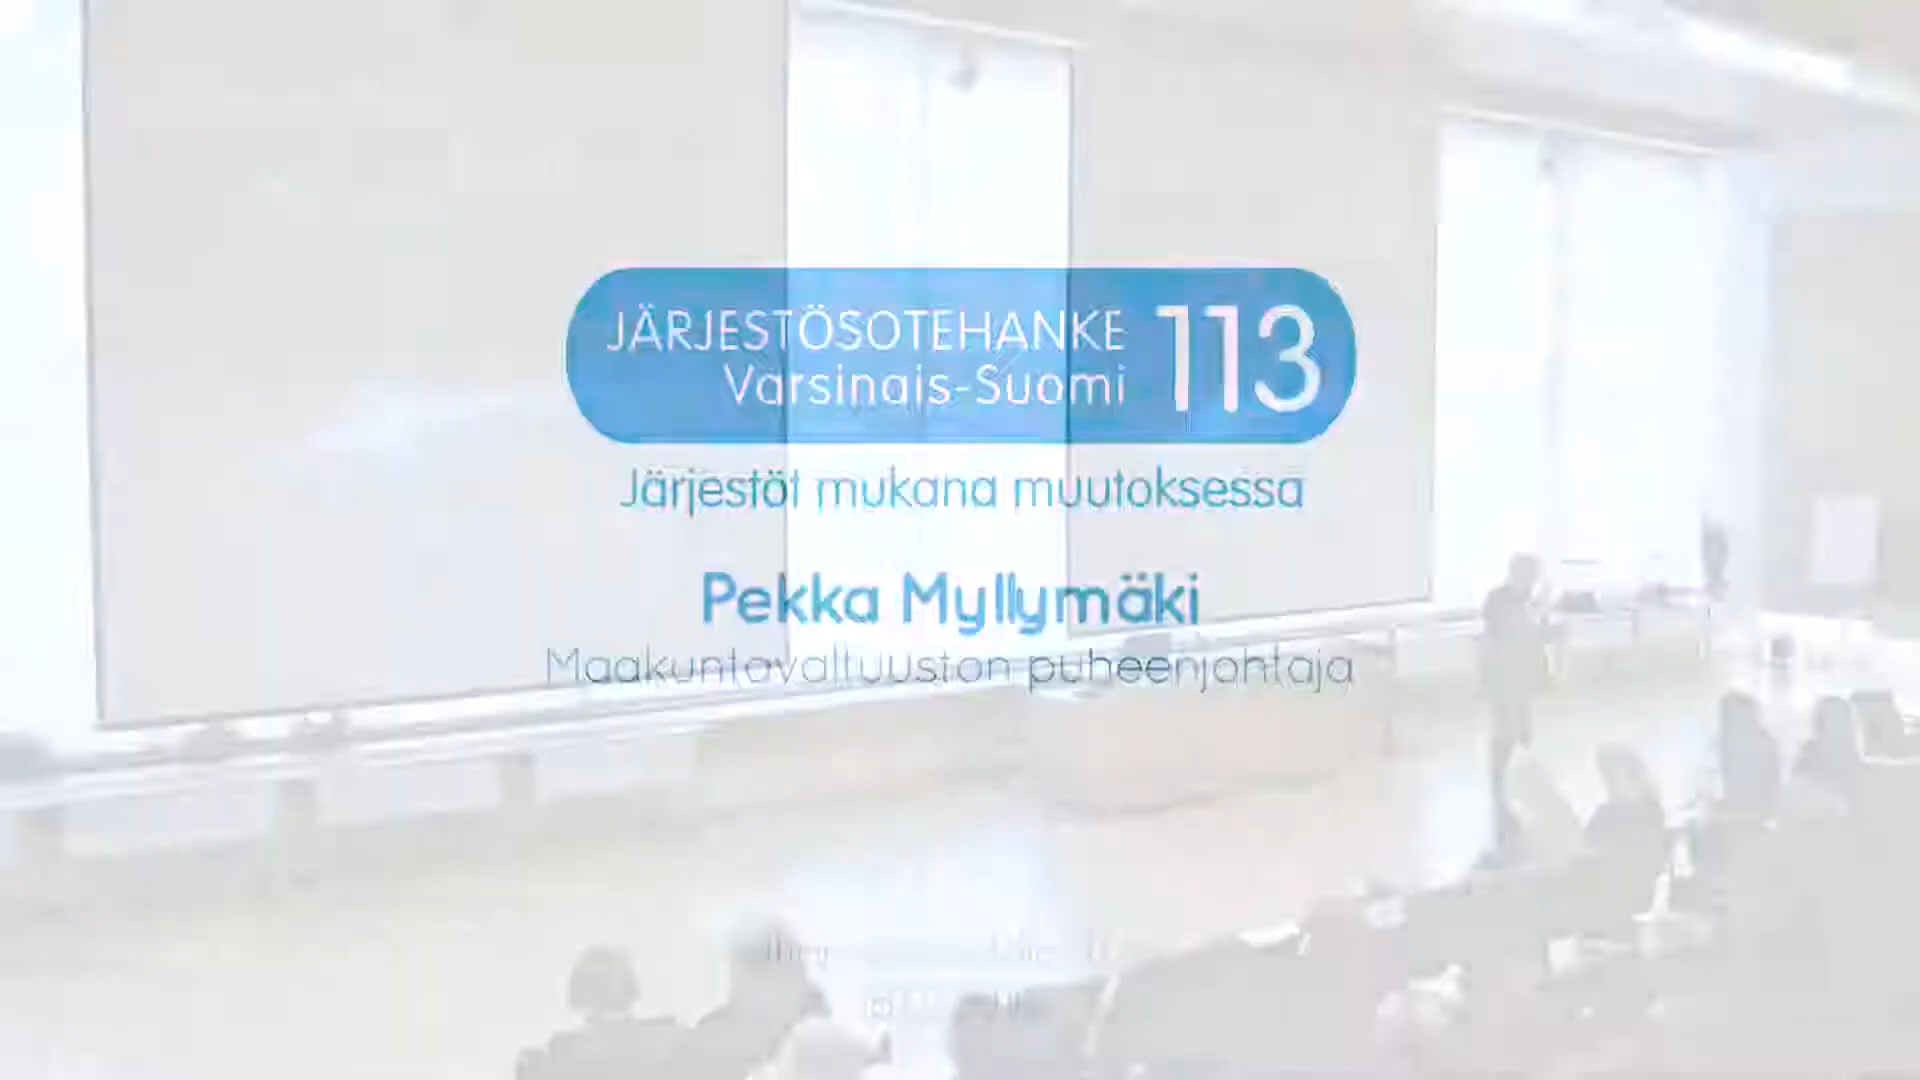 JÄRJESTÖSOTEHANKE 113
Varsinais-Suomi
Järjestöt mukana muutoksessa
Pekka Myllymäki
Maakuntavaltuuston puheenjohtaja